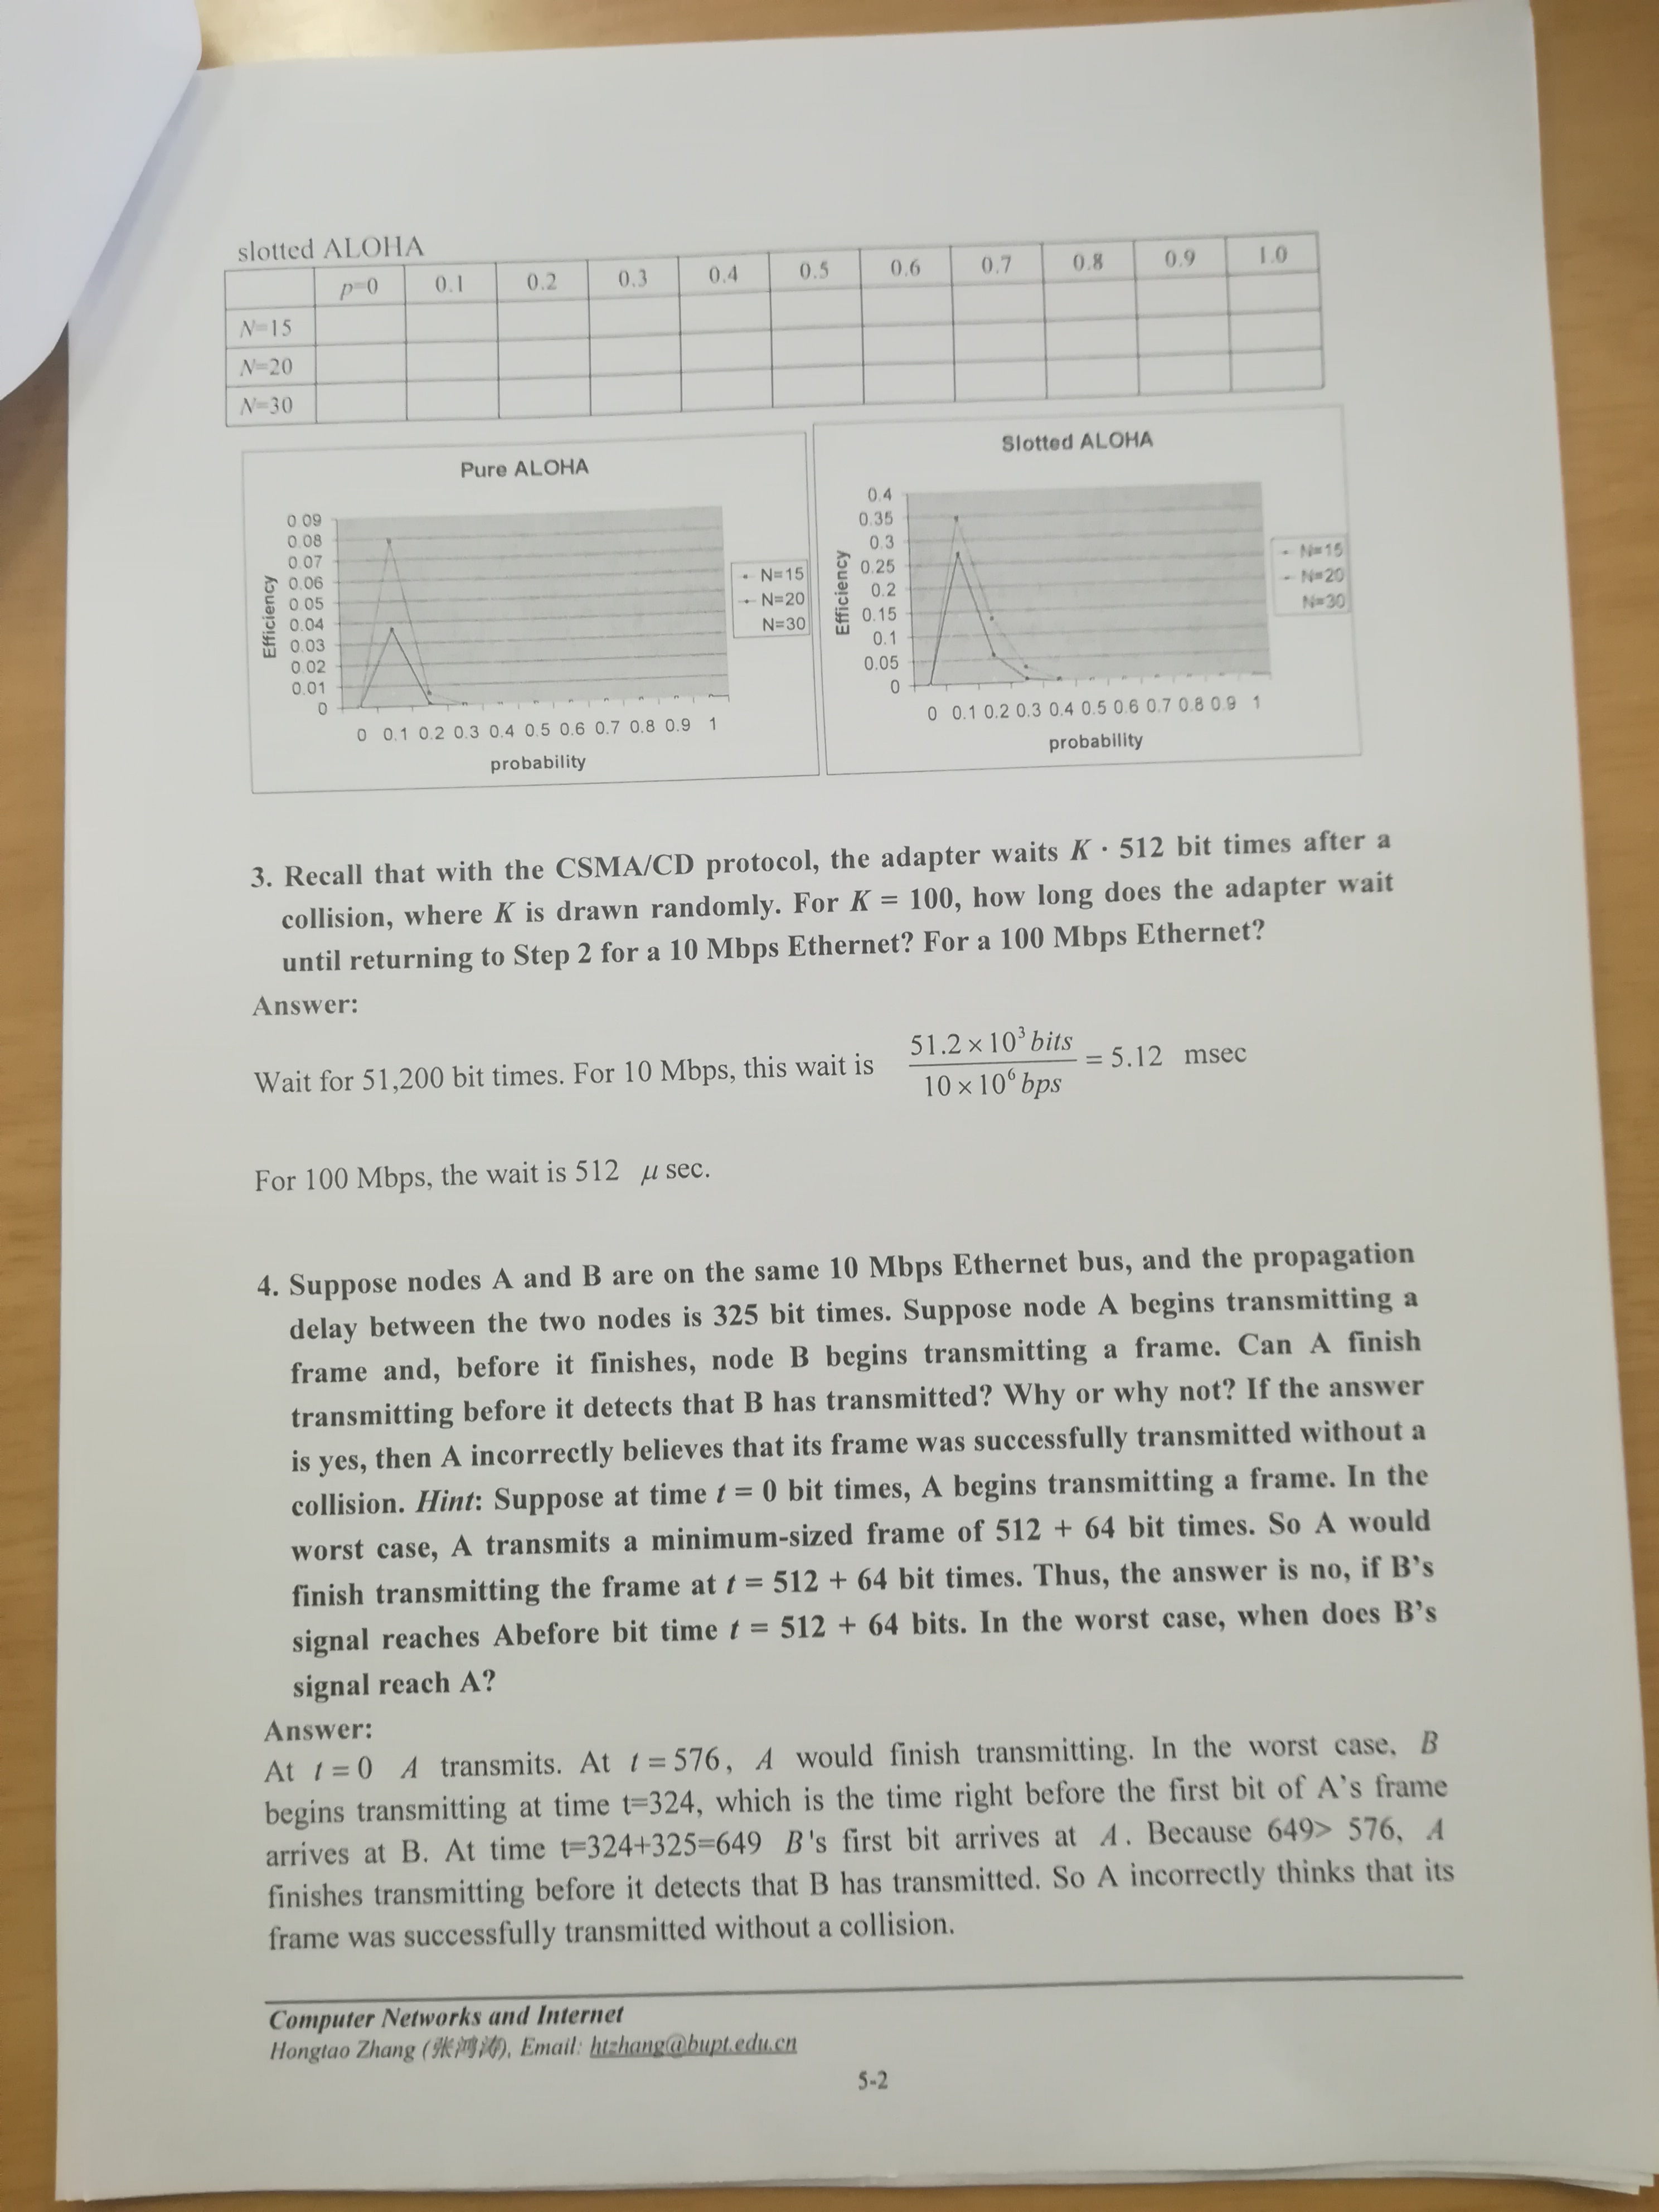 slotted ALOHA
p=0 0.1 0.2 0.3 0.4 0.5 0.6 0.7 0.8 0.9 1.0
N=15
N=20
N=30
Pure ALOHA
Efficiency
0.09
0.08
0.07
0.06
0.05
0.04
0.03
0.02
0.01
0
0 0.1 0.2 0.3 0.4 0.5 0.6 0.7 0.8 0.9 1
probability
N=15
N=20
N=30
Slotted ALOHA
Efficiency
0.4
0.35
0.3
0.25
0.2
0.15
0.1
0.05
0
0 0.1 0.2 0.3 0.4 0.5 0.6 0.7 0.8 0.9 1
probability
N=15
N=20
N=30
3. Recall that with the CSMA/CD protocol, the adapter waits K · 512 bit times after a
collision, where K is drawn randomly. For K = 100, how long does the adapter wait
until returning to Step 2 for a 10 Mbps Ethernet? For a 100 Mbps Ethernet?
Answer:
Wait for 51,200 bit times. For 10 Mbps, this wait is 51.2 × 10³ bits / 10 × 10⁶ bps = 5.12 msec
For 100 Mbps, the wait is 512 μ sec.
4. Suppose nodes A and B are on the same 10 Mbps Ethernet bus, and the propagation
delay between the two nodes is 325 bit times. Suppose node A begins transmitting a
frame and, before it finishes, node B begins transmitting a frame. Can A finish
transmitting before it detects that B has transmitted? Why or why not? If the answer
is yes, then A incorrectly believes that its frame was successfully transmitted without a
collision. Hint: Suppose at time t = 0 bit times, A begins transmitting a frame. In the
worst case, A transmits a minimum-sized frame of 512 + 64 bit times. So A would
finish transmitting the frame at t = 512 + 64 bit times. Thus, the answer is no, if B's
signal reaches Abefore bit time t = 512 + 64 bits. In the worst case, when does B's
signal reach A?
Answer:
At t = 0 A transmits. At t = 576, A would finish transmitting. In the worst case, B
begins transmitting at time t=324, which is the time right before the first bit of A's frame
arrives at B. At time t=324+325=649 B's first bit arrives at A. Because 649> 576, A
finishes transmitting before it detects that B has transmitted. So A incorrectly thinks that its
frame was successfully transmitted without a collision.
Computer Networks and Internet
Hongtao Zhang (张鸿涛), Email: htzhang@bupt.edu.cn
5-2